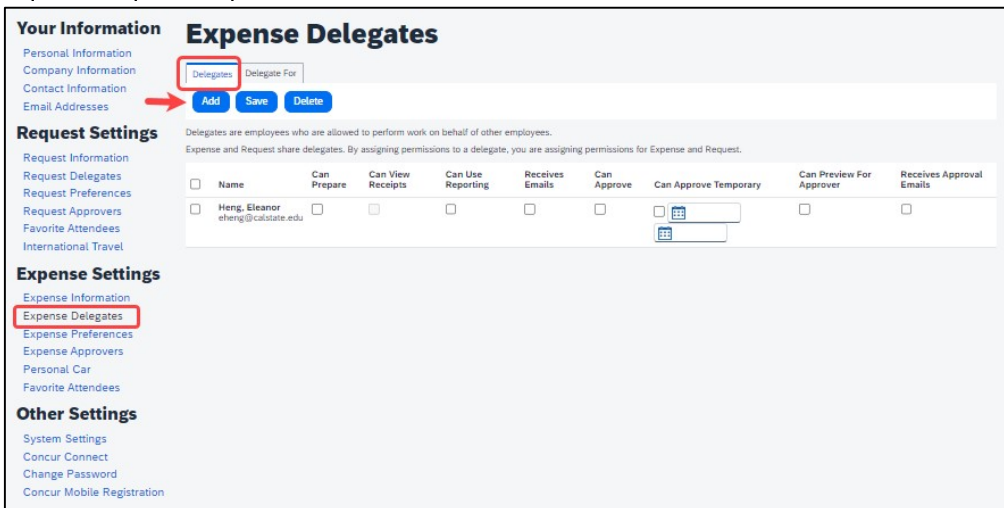 Your Information
Personal Information
Company Information
Contact Information
Email Addresses
Request Settings
Request Information
Request Delegates
Request Preferences
Request Approvers
Favorite Attendees
International Travel
Expense Settings
Expense Information
Expense Delegates
Expense Preferences
Expense Approvers
Personal Car
Favorite Attendees
Other Settings
System Settings
Concur Connect
Change Password
Concur Mobile Registration
Expense Delegates
Delegates Delegate For
Add Save Delete
Delegates are employees who are allowed to perform work on behalf of other employees.
Expense and Request share delegates. By assigning permissions to a delegate, you are assigning permissions for Expense and Request.
Name Can Prepare Can View Receipts Can Use Reporting Receives Emails Can Approve Can Approve Temporary Can Preview For Approver Receives Approval Emails
Heng, Eleanor
eheng@calstate.edu